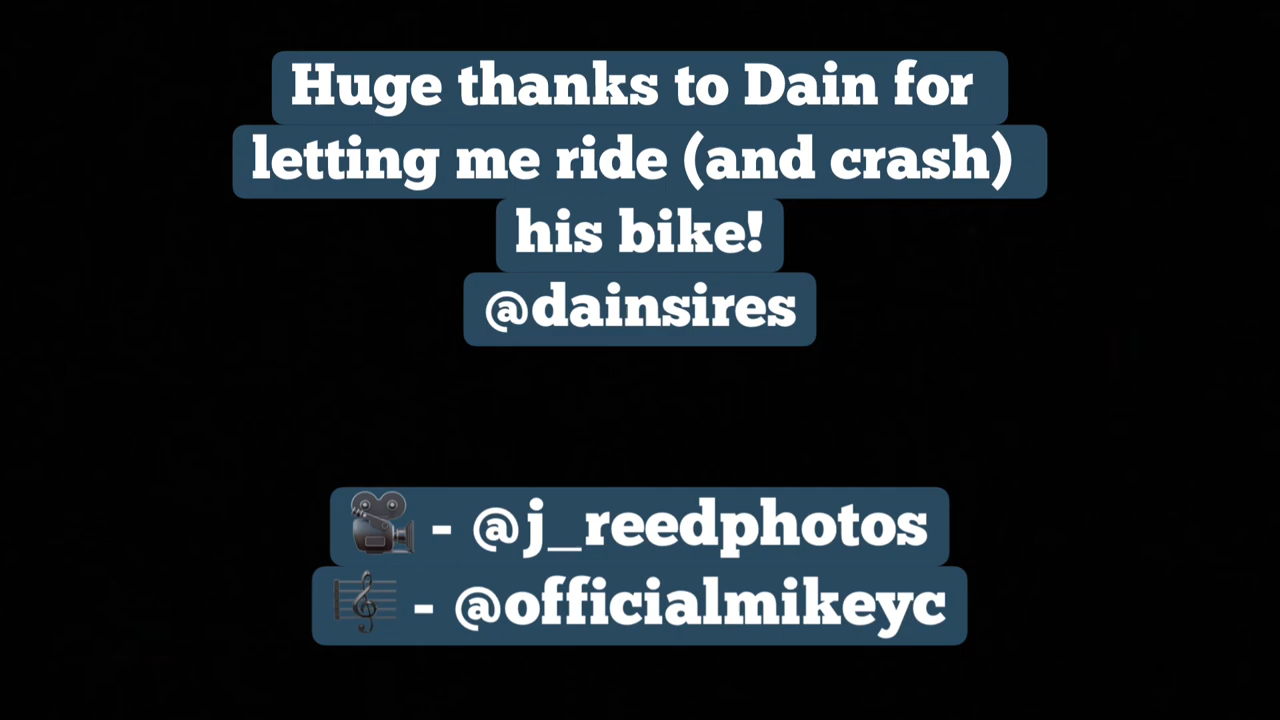 Huge thanks to Dain for
letting me ride (and crash)
his bike!
@dainsires
🎥 - @j_reedphotos
🎼 - @officialmikeyc